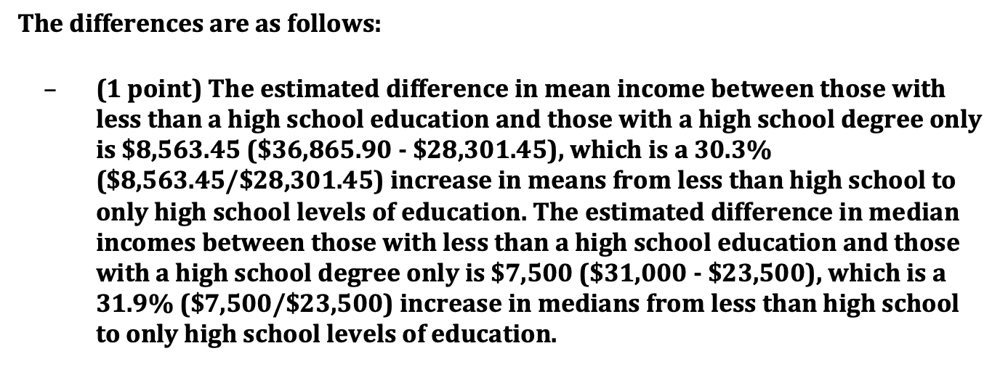 The differences are as follows:
– (1 point) The estimated difference in mean income between those with
less than a high school education and those with a high school degree only
is $8,563.45 ($36,865.90 - $28,301.45), which is a 30.3%
($8,563.45/$28,301.45) increase in means from less than high school to
only high school levels of education. The estimated difference in median
incomes between those with less than a high school education and those
with a high school degree only is $7,500 ($31,000 - $23,500), which is a
31.9% ($7,500/$23,500) increase in medians from less than high school
to only high school levels of education.